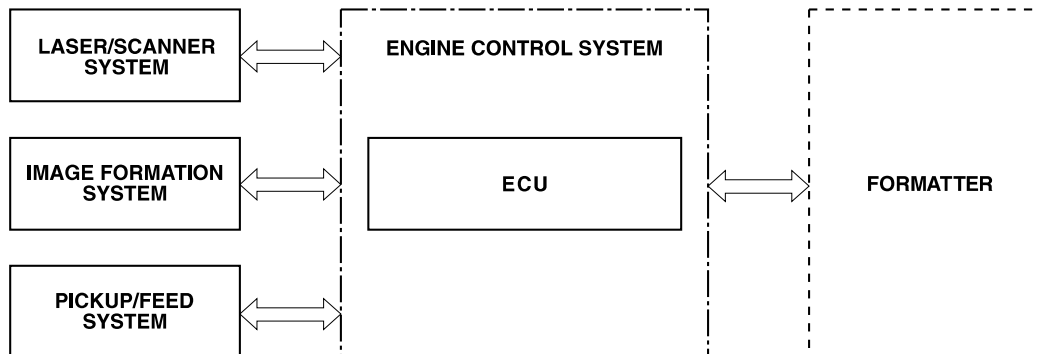 LASER/SCANNER
SYSTEM
ENGINE CONTROL SYSTEM
IMAGE FORMATION
SYSTEM
ECU
FORMATTER
PICKUP/FEED
SYSTEM